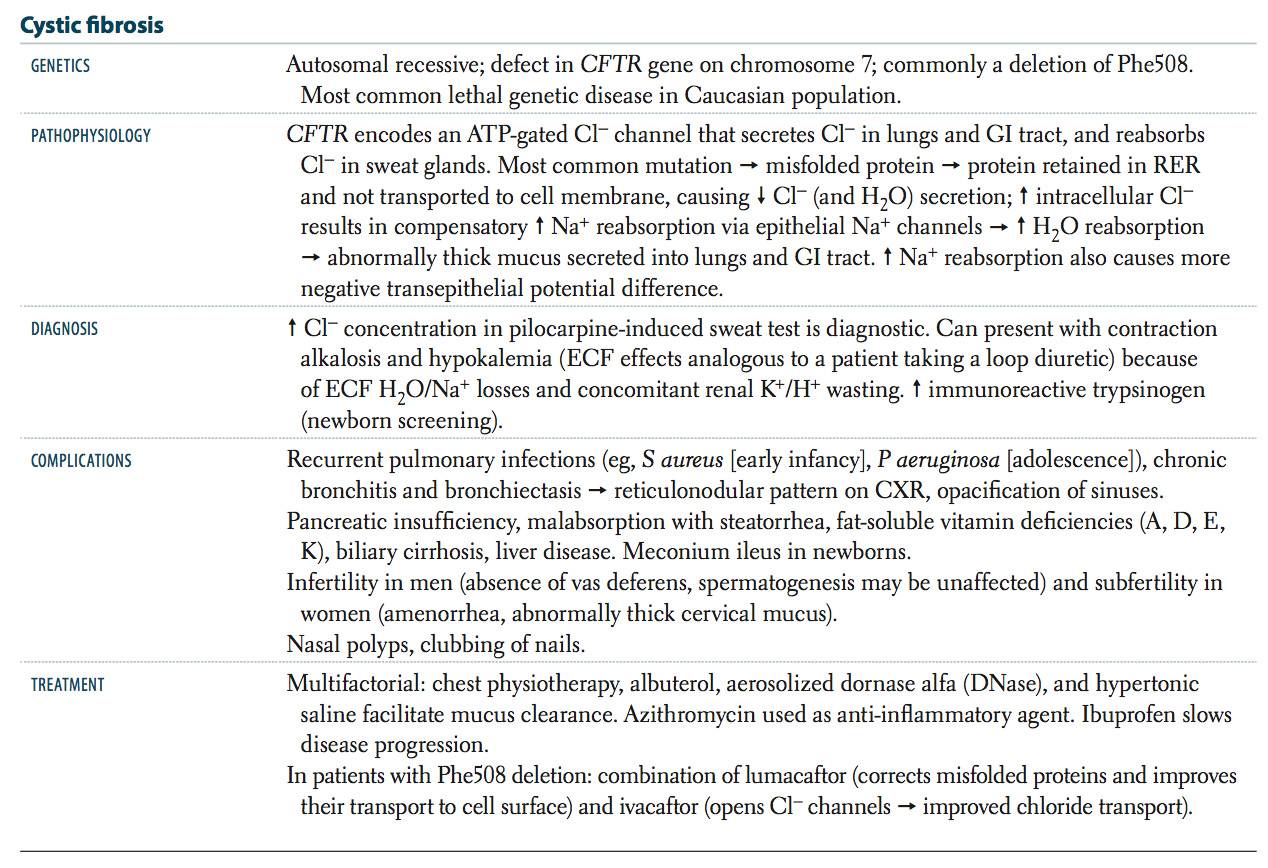 Cystic fibrosis
GENETICS Autosomal recessive; defect in CFTR gene on chromosome 7; commonly a deletion of Phe508.
Most common lethal genetic disease in Caucasian population.
PATHOPHYSIOLOGY CFTR encodes an ATP-gated Cl⁻ channel that secretes Cl⁻ in lungs and GI tract, and reabsorbs
Cl⁻ in sweat glands. Most common mutation → misfolded protein → protein retained in RER
and not transported to cell membrane, causing ↓ Cl⁻ (and H₂O) secretion; ↑ intracellular Cl⁻
results in compensatory ↑ Na⁺ reabsorption via epithelial Na⁺ channels → ↑ H₂O reabsorption
→ abnormally thick mucus secreted into lungs and GI tract. ↑ Na⁺ reabsorption also causes more
negative transepithelial potential difference.
DIAGNOSIS ↑ Cl⁻ concentration in pilocarpine-induced sweat test is diagnostic. Can present with contraction
alkalosis and hypokalemia (ECF effects analogous to a patient taking a loop diuretic) because
of ECF H₂O/Na⁺ losses and concomitant renal K⁺/H⁺ wasting. ↑ immunoreactive trypsinogen
(newborn screening).
COMPLICATIONS Recurrent pulmonary infections (eg, S aureus [early infancy], P aeruginosa [adolescence]), chronic
bronchitis and bronchiectasis → reticulonodular pattern on CXR, opacification of sinuses.
Pancreatic insufficiency, malabsorption with steatorrhea, fat-soluble vitamin deficiencies (A, D, E,
K), biliary cirrhosis, liver disease. Meconium ileus in newborns.
Infertility in men (absence of vas deferens, spermatogenesis may be unaffected) and subfertility in
women (amenorrhea, abnormally thick cervical mucus).
Nasal polyps, clubbing of nails.
TREATMENT Multifactorial: chest physiotherapy, albuterol, aerosolized dornase alfa (DNase), and hypertonic
saline facilitate mucus clearance. Azithromycin used as anti-inflammatory agent. Ibuprofen slows
disease progression.
In patients with Phe508 deletion: combination of lumacaftor (corrects misfolded proteins and improves
their transport to cell surface) and ivacaftor (opens Cl⁻ channels → improved chloride transport).